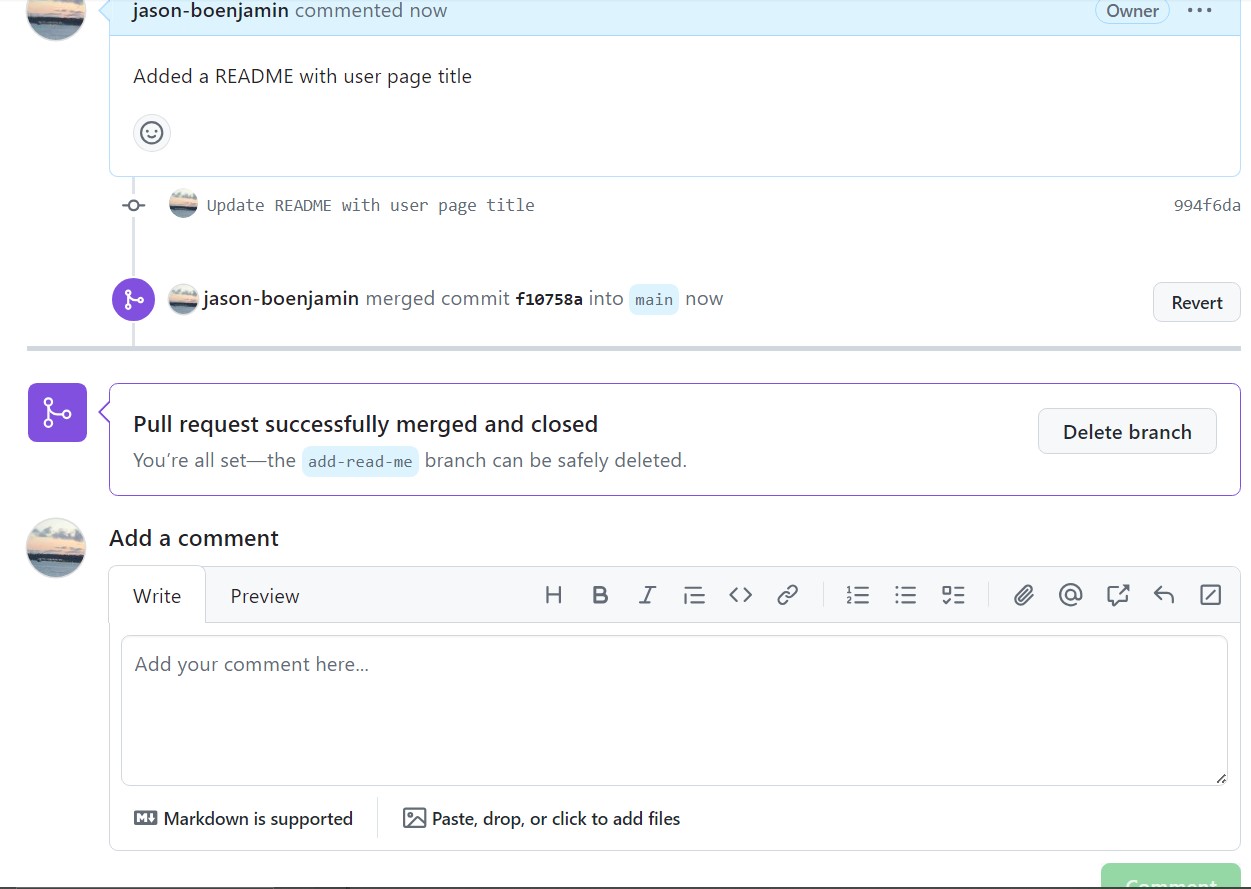 jason-boenjamin commented now Owner
Added a README with user page title
Update README with user page title 994f6da
jason-boenjamin merged commit f10758a into main now Revert
Pull request successfully merged and closed
You’re all set—the add-read-me branch can be safely deleted.
Delete branch
Add a comment
Write Preview
Add your comment here...
Markdown is supported Paste, drop, or click to add files
Comment